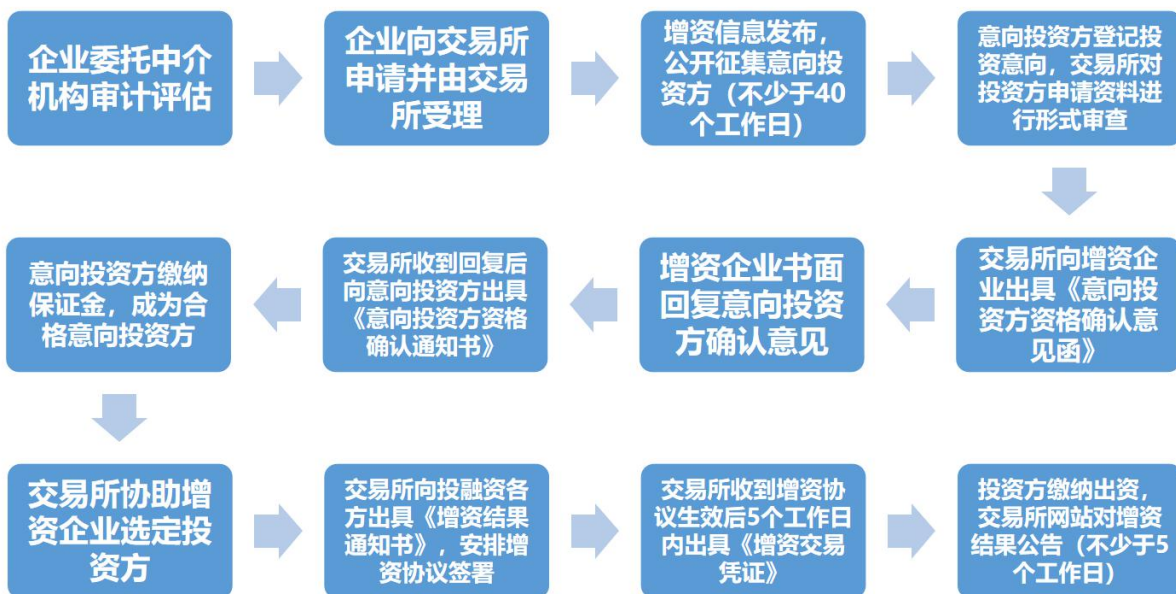 企业委托中介
机构审计评估
企业向交易所
申请并由交易
所受理
增资信息发布，
公开征集意向投
资方（不少于40
个工作日）
意向投资方登记投
资意向，交易所对
投资方申请资料进
行形式审查
交易所向增资企
业出具《意向投
资方资格确认意
见函》
增资企业书面
回复意向投资
方确认意见
交易所收到回复后
向意向投资方出具
《意向投资方资格
确认通知书》
意向投资方缴纳
保证金，成为合
格意向投资方
交易所协助增
资企业选定投
资方
交易所向投融资各
方出具《增资结果
通知书》，安排增
资协议签署
交易所收到增资协
议生效后5个工作日
内出具《增资交易
凭证》
投资方缴纳出资，
交易所网站对增资
结果公告（不少于5
个工作日）